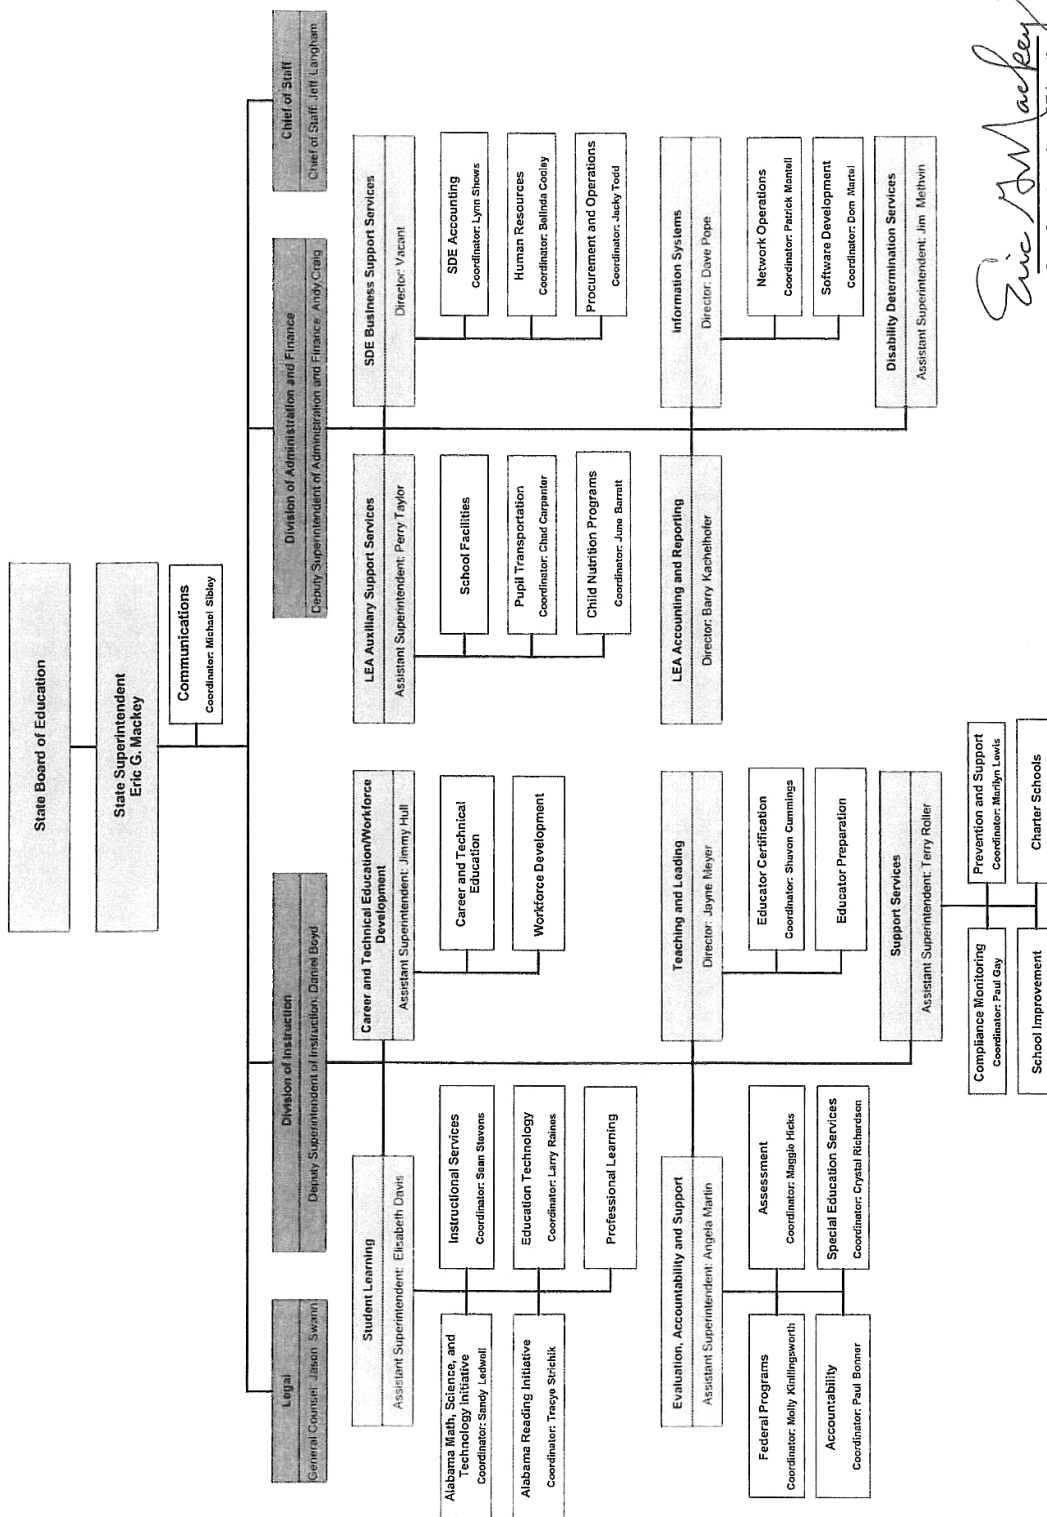 State Board of Education
State Superintendent
Eric G. Mackey
Communications
Coordinator: Michael Sibley
Legal
General Counsel: Jason Swann
Division of Instruction
Deputy Superintendent of Instruction: Daniel Boyd
Division of Administration and Finance
Deputy Superintendent of Administration and Finance: Andy Craig
Chief of Staff
Chief of Staff: Jeff Langham
Student Learning
Assistant Superintendent: Elisabeth Davis
Alabama Math, Science, and
Technology Initiative
Coordinator: Sandy Ledwell
Instructional Services
Coordinator: Sean Stevens
Alabama Reading Initiative
Coordinator: Tracye Strichik
Education Technology
Coordinator: Larry Raines
Professional Learning
Career and Technical Education/Workforce
Development
Assistant Superintendent: Jimmy Hull
Career and Technical
Education
Workforce Development
Evaluation, Accountability and Support
Assistant Superintendent: Angela Martin
Federal Programs
Coordinator: Molly Kinllingsworth
Assessment
Coordinator: Maggie Hicks
Accountability
Coordinator: Paul Bonner
Special Education Services
Coordinator: Crystal Richardson
Teaching and Leading
Director: Jayne Meyer
Educator Certification
Coordinator: Shavon Cummings
Educator Preparation
Support Services
Assistant Superintendent: Terry Roller
Compliance Monitoring
Coordinator: Paul Gay
Prevention and Support
Coordinator: Marilyn Lewis
School Improvement
Charter Schools
LEA Auxiliary Support Services
Assistant Superintendent: Perry Taylor
School Facilities
Pupil Transportation
Coordinator: Chad Carpenter
Child Nutrition Programs
Coordinator: June Barrett
SDE Business Support Services
Director: Vacant
SDE Accounting
Coordinator: Lynn Shows
Human Resources
Coordinator: Belinda Cooley
Procurement and Operations
Coordinator: Jacky Todd
LEA Accounting and Reporting
Director: Barry Kachelhofer
Information Systems
Director: Dave Pope
Network Operations
Coordinator: Patrick Mantell
Software Development
Coordinator: Dom Martel
Disability Determination Services
Assistant Superintendent: Jim Methvin
Eric G. Mackey